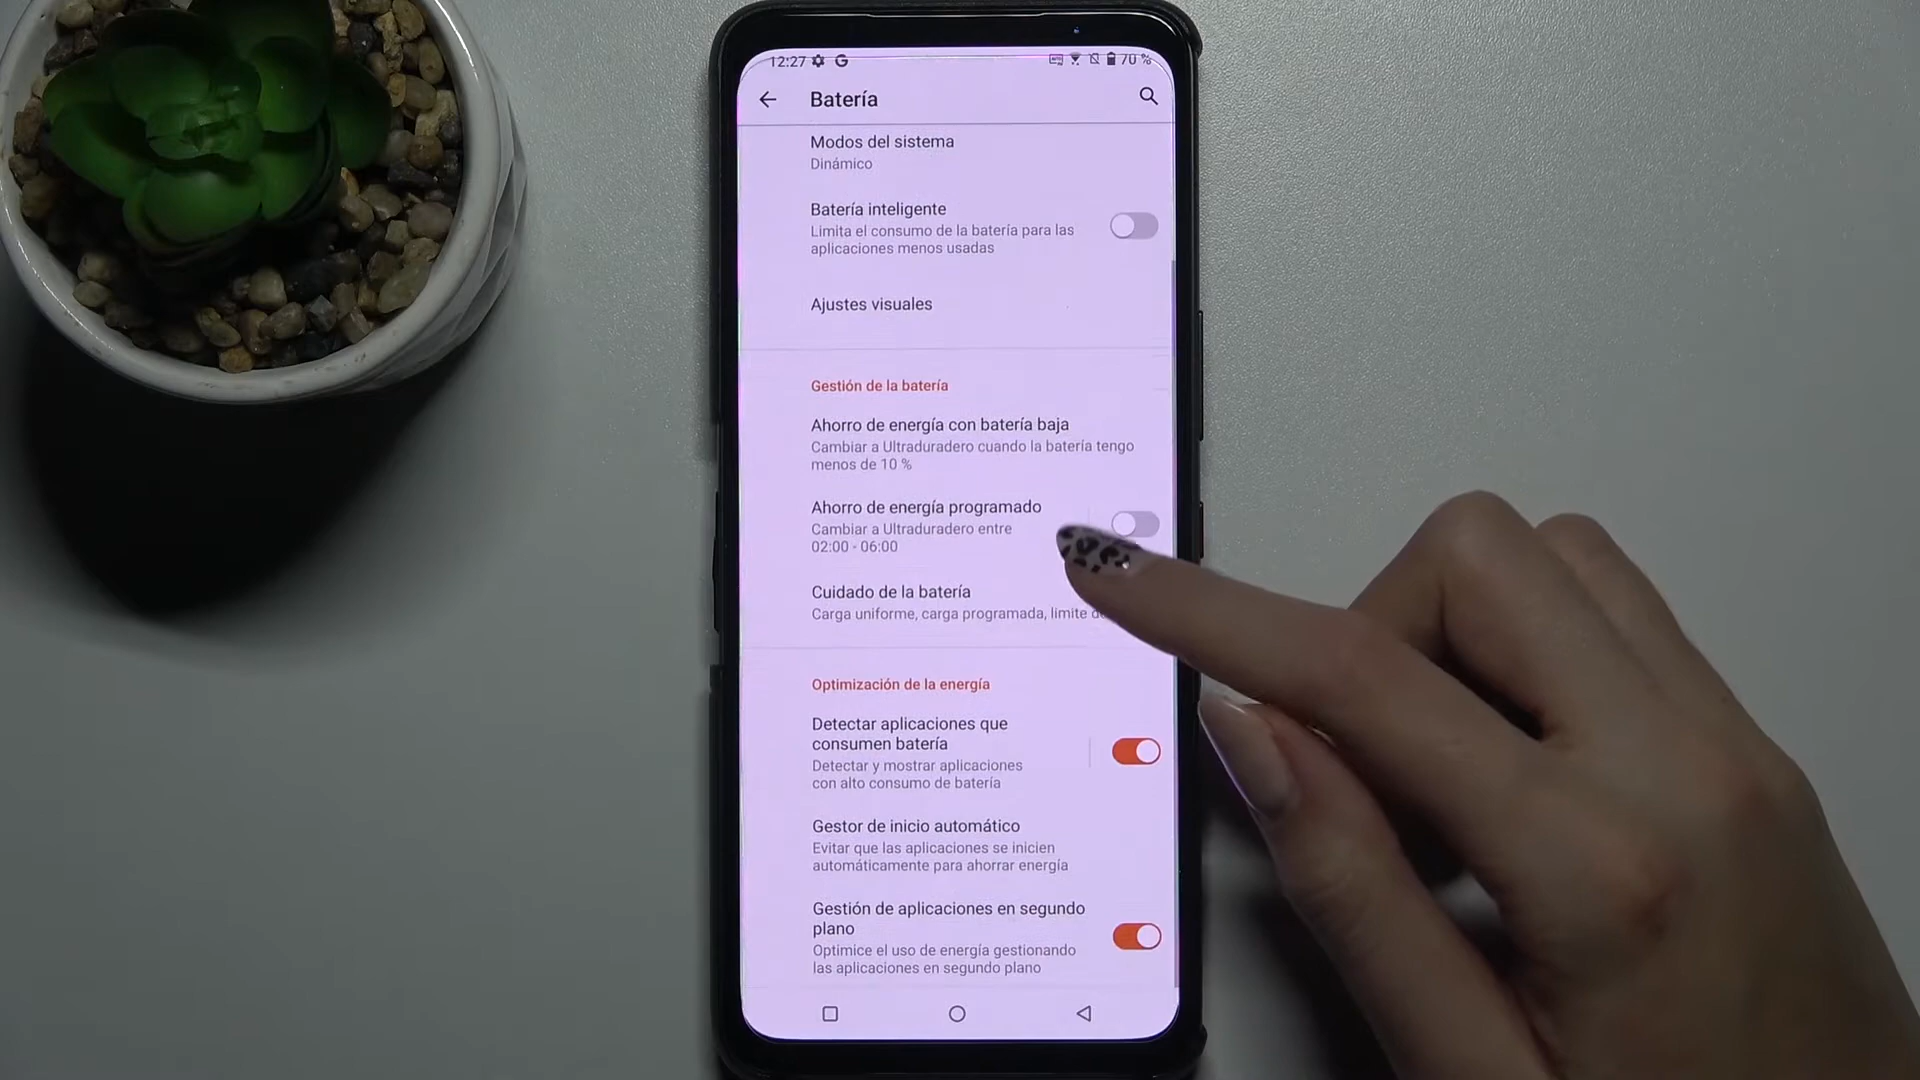 12:27 G 70 %
Batería
Modos del sistema
Dinámico
Batería inteligente
Limita el consumo de la batería para las
aplicaciones menos usadas
Ajustes visuales
Gestión de la batería
Ahorro de energía con batería baja
Cambiar a Ultraduradero cuando la batería tengo
menos de 10 %
Ahorro de energía programado
Cambiar a Ultraduradero entre
02:00 - 06:00
Cuidado de la batería
Carga uniforme, carga programada, límite
Optimización de la energía
Detectar aplicaciones que
consumen batería
Detectar y mostrar aplicaciones
con alto consumo de batería
Gestor de inicio automático
Evitar que las aplicaciones se inicien
automáticamente para ahorrar energía
Gestión de aplicaciones en segundo
plano
Optimice el uso de energía gestionando
las aplicaciones en segundo plano